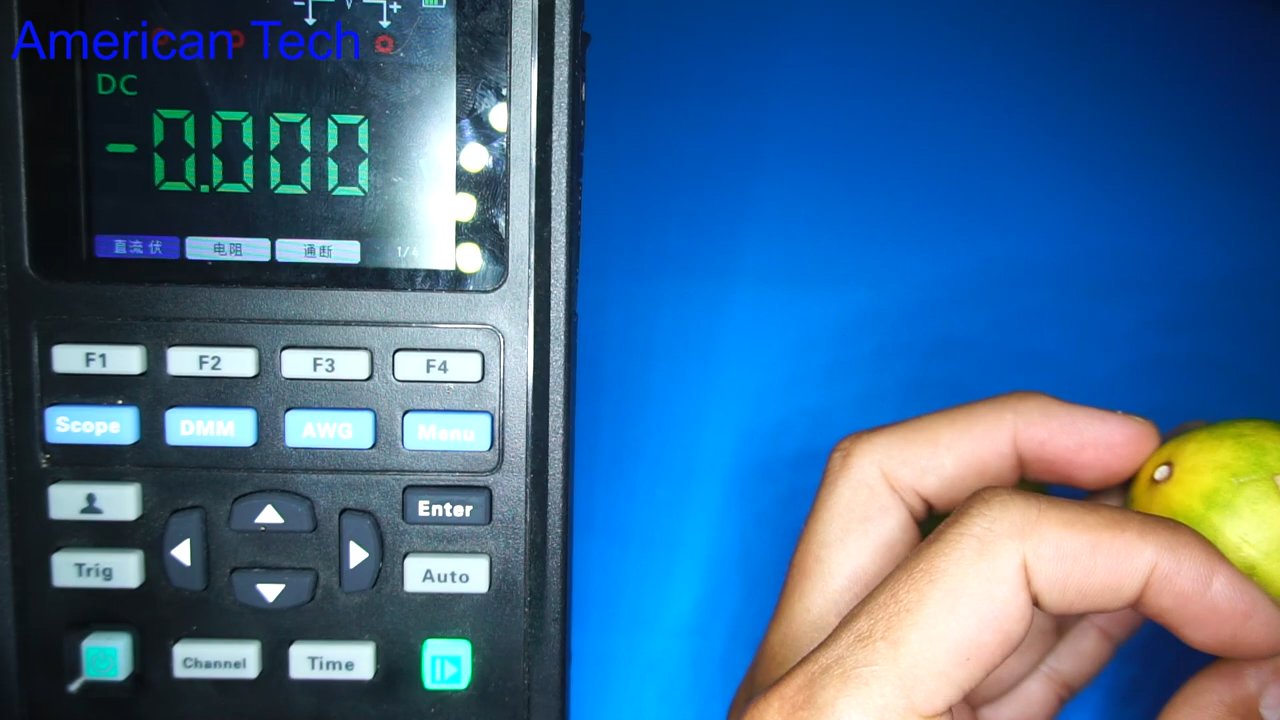 American Tech
DC
-0.000
直流 伏 电阻 通断 1/4
F1 F2 F3 F4
Scope DMM AWG Menu
Enter
Trig Auto
Channel Time